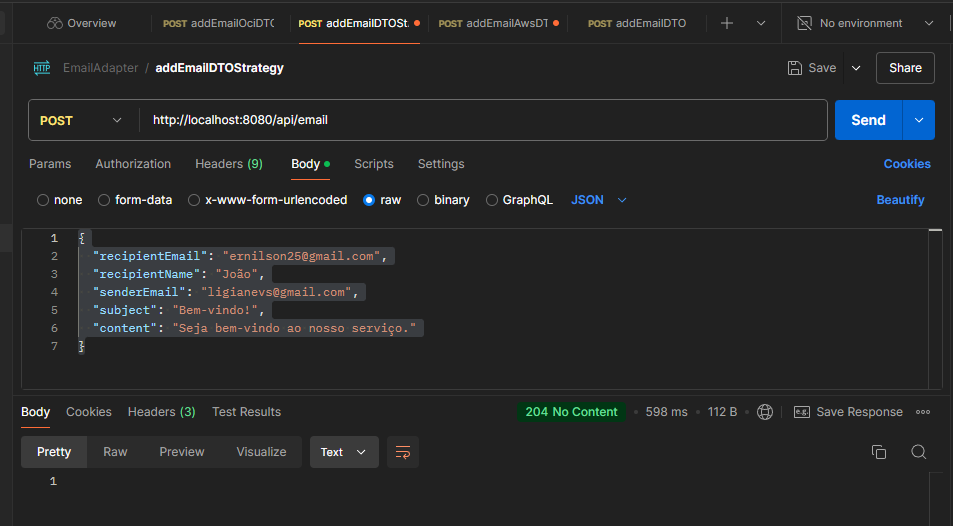 Overview POST addEmailOciDTC POST addEmailDTOSt. POST addEmailAwsDT POST addEmailDTO No environment
HTTP EmailAdapter / addEmailDTOStrategy Save Share
POST http://localhost:8080/api/email Send
Params Authorization Headers (9) Body Scripts Settings Cookies
none form-data x-www-form-urlencoded raw binary GraphQL JSON Beautify
1 {
2 "recipientEmail": "ernilson25@gmail.com",
3 "recipientName": "João",
4 "senderEmail": "ligianevs@gmail.com",
5 "subject": "Bem-vindo!",
6 "content": "Seja bem-vindo ao nosso serviço."
7 }
Body Cookies Headers (3) Test Results 204 No Content 598 ms 112 B e.g. Save Response
Pretty Raw Preview Visualize Text
1